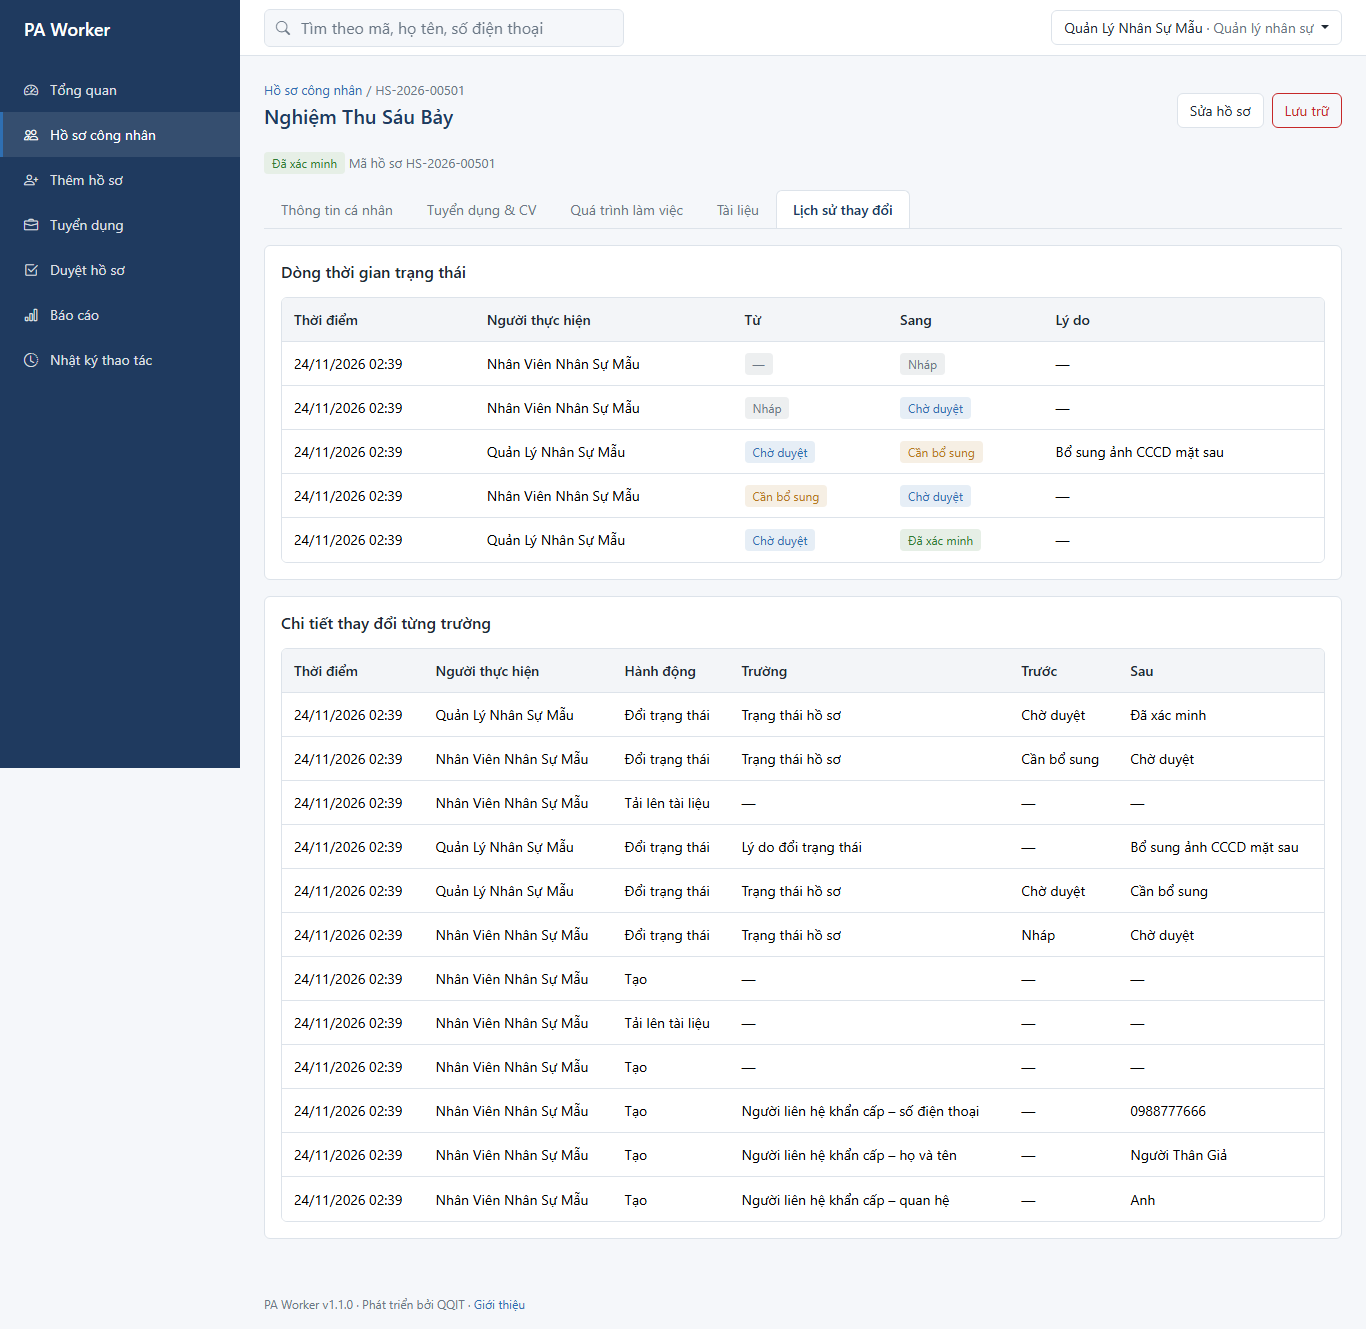 PA Worker
Tìm theo mã, họ tên, số điện thoại
Quản Lý Nhân Sự Mẫu · Quản lý nhân sự
Tổng quan
Hồ sơ công nhân
Thêm hồ sơ
Tuyển dụng
Duyệt hồ sơ
Báo cáo
Nhật ký thao tác
Hồ sơ công nhân / HS-2026-00501
Nghiệm Thu Sáu Bảy
Sửa hồ sơ
Lưu trữ
Đã xác minh Mã hồ sơ HS-2026-00501
Thông tin cá nhân Tuyển dụng & CV Quá trình làm việc Tài liệu Lịch sử thay đổi
Dòng thời gian trạng thái
Thời điểm Người thực hiện Từ Sang Lý do
24/11/2026 02:39 Nhân Viên Nhân Sự Mẫu — Nháp —
24/11/2026 02:39 Nhân Viên Nhân Sự Mẫu Nháp Chờ duyệt —
24/11/2026 02:39 Quản Lý Nhân Sự Mẫu Chờ duyệt Cần bổ sung Bổ sung ảnh CCCD mặt sau
24/11/2026 02:39 Nhân Viên Nhân Sự Mẫu Cần bổ sung Chờ duyệt —
24/11/2026 02:39 Quản Lý Nhân Sự Mẫu Chờ duyệt Đã xác minh —
Chi tiết thay đổi từng trường
Thời điểm Người thực hiện Hành động Trường Trước Sau
24/11/2026 02:39 Quản Lý Nhân Sự Mẫu Đổi trạng thái Trạng thái hồ sơ Chờ duyệt Đã xác minh
24/11/2026 02:39 Nhân Viên Nhân Sự Mẫu Đổi trạng thái Trạng thái hồ sơ Cần bổ sung Chờ duyệt
24/11/2026 02:39 Nhân Viên Nhân Sự Mẫu Tải lên tài liệu — — —
24/11/2026 02:39 Quản Lý Nhân Sự Mẫu Đổi trạng thái Lý do đổi trạng thái — Bổ sung ảnh CCCD mặt sau
24/11/2026 02:39 Quản Lý Nhân Sự Mẫu Đổi trạng thái Trạng thái hồ sơ Chờ duyệt Cần bổ sung
24/11/2026 02:39 Nhân Viên Nhân Sự Mẫu Đổi trạng thái Trạng thái hồ sơ Nháp Chờ duyệt
24/11/2026 02:39 Nhân Viên Nhân Sự Mẫu Tạo — — —
24/11/2026 02:39 Nhân Viên Nhân Sự Mẫu Tải lên tài liệu — — —
24/11/2026 02:39 Nhân Viên Nhân Sự Mẫu Tạo — — —
24/11/2026 02:39 Nhân Viên Nhân Sự Mẫu Tạo Người liên hệ khẩn cấp – số điện thoại — 0988777666
24/11/2026 02:39 Nhân Viên Nhân Sự Mẫu Tạo Người liên hệ khẩn cấp – họ và tên — Người Thân Giả
24/11/2026 02:39 Nhân Viên Nhân Sự Mẫu Tạo Người liên hệ khẩn cấp – quan hệ — Anh
PA Worker v1.1.0 · Phát triển bởi QQIT · Giới thiệu